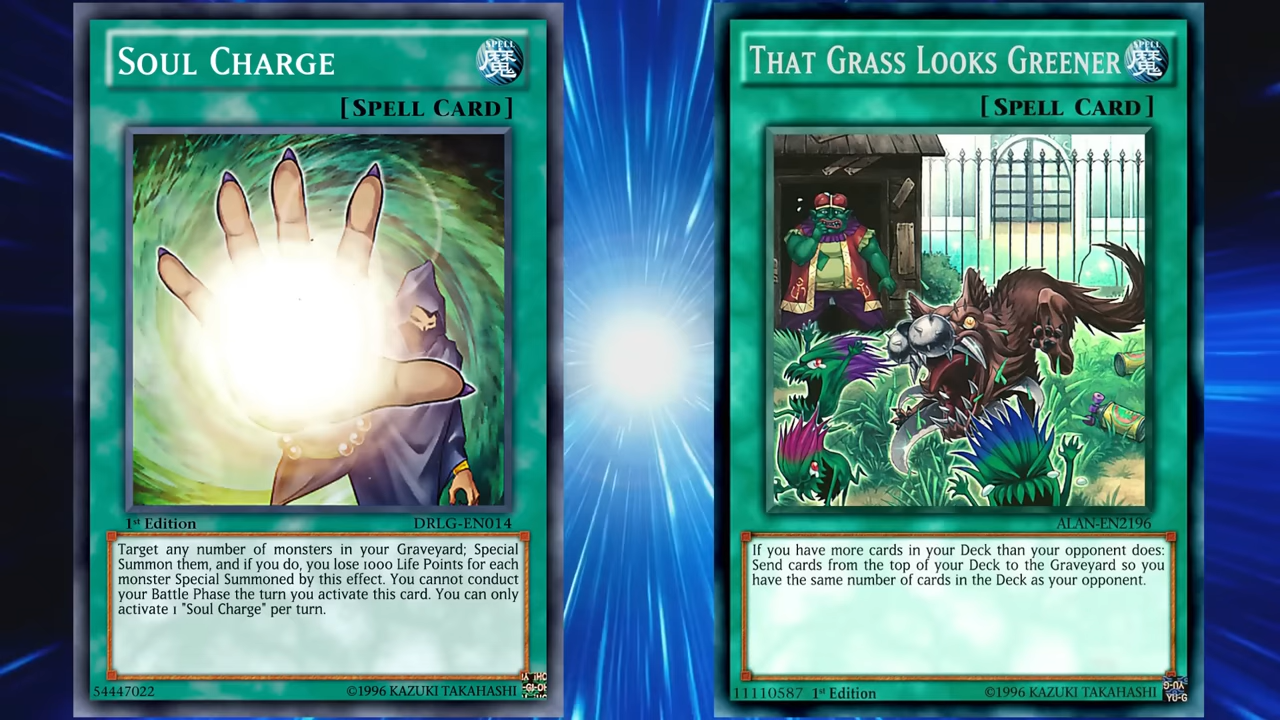 SOUL CHARGE
SPELL
魔
[SPELL CARD]
1st Edition
DRLG-EN014
Target any number of monsters in your Graveyard; Special
Summon them, and if you do, you lose 1000 Life Points for each
monster Special Summoned by this effect. You cannot conduct
your Battle Phase the turn you activate this card. You can only
activate 1 "Soul Charge" per turn.
54447022
©1996 KAZUKI TAKAHASHI
THAT GRASS LOOKS GREENER
SPELL
魔
[SPELL CARD]
ALAN-EN2196
If you have more cards in your Deck than your opponent does:
Send cards from the top of your Deck to the Graveyard so you
have the same number of cards in the Deck as your opponent.
11110587 1st Edition
©1996 KAZUKI TAKAHASHI